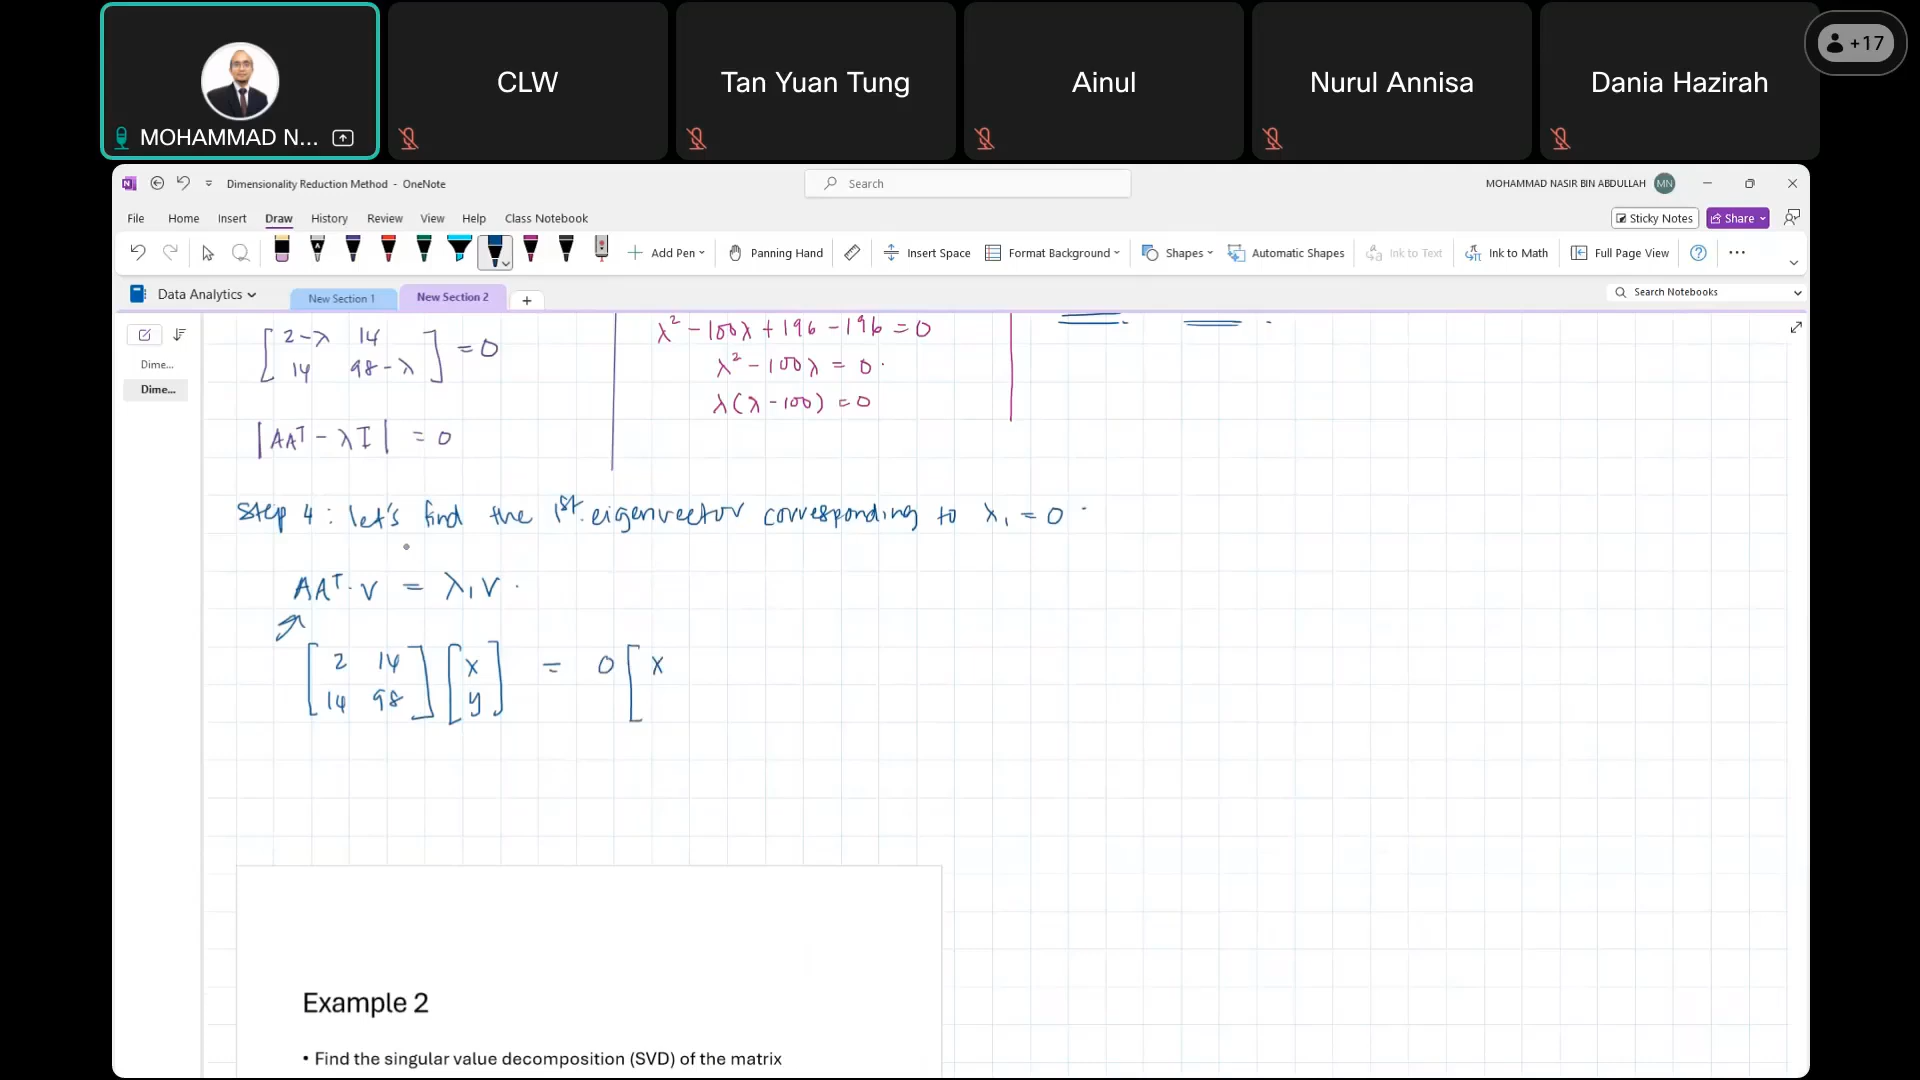 CLW
Tan Yuan Tung
Ainul
Nurul Annisa
Dania Hazirah
+17
MOHAMMAD N...
Dimensionality Reduction Method - OneNote
Search
MOHAMMAD NASIR BIN ABDULLAH
MN
File Home Insert Draw History Review View Help Class Notebook
Sticky Notes
Share
Add Pen
Panning Hand
Insert Space
Format Background
Shapes
Automatic Shapes
Ink to Text
Ink to Math
Full Page View
Data Analytics
New Section 1
New Section 2
+
Search Notebooks
Dime...
Dime...
[2-λ 14
14 98-λ] = 0
|AAᵀ - λI| = 0
λ² - 100λ + 196 - 196 = 0
λ² - 100λ = 0.
λ(λ - 100) = 0
Step 4 : let's find the 1st. eigenvector corresponding to λ₁ = 0.
AAᵀ. v = λ₁v.
[2 14
14 98] [x
y] = 0 [x
Example 2
• Find the singular value decomposition (SVD) of the matrix